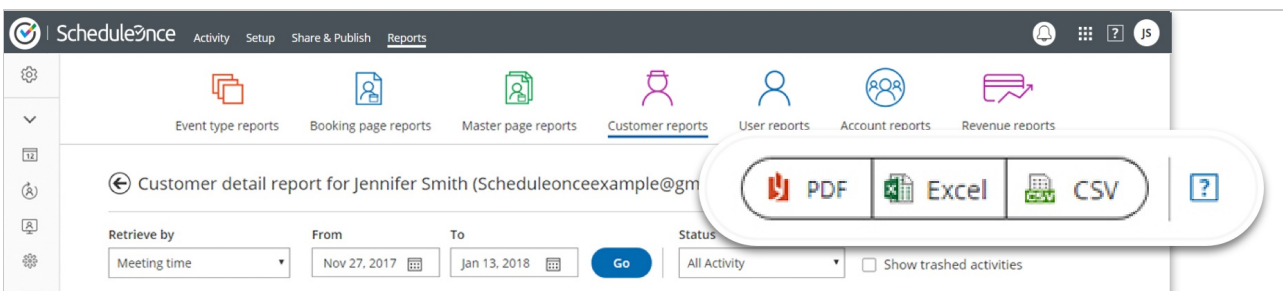 ScheduleOnce Activity Setup Share & Publish Reports ? JS
Event type reports Booking page reports Master page reports Customer reports User reports Account reports Revenue reports
12
Customer detail report for Jennifer Smith (Scheduleonceexample@gm
PDF Excel CSV ?
Retrieve by From To Status
Meeting time Nov 27, 2017 Jan 13, 2018 Go All Activity Show trashed activities